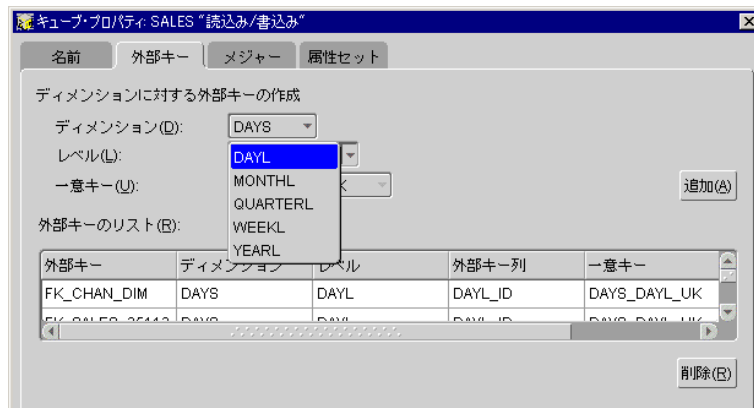 キューブ・プロパティ: SALES "読込み/書込み"
名前 外部キー メジャー 属性セット
ディメンションに対する外部キーの作成
ディメンション(D): DAYS
レベル(L):
DAYL
一意キー(U): K 追加(A)
MONTHL
QUARTERL
外部キーのリスト(R):
WEEKL
YEARL
外部キー ディメンション レベル 外部キー列 一意キー
FK_CHAN_DIM DAYS DAYL DAYL_ID DAYS_DAYL_UK
DAYS DAYL DAYL_ID DAYS_DAYL_UK
削除(R)